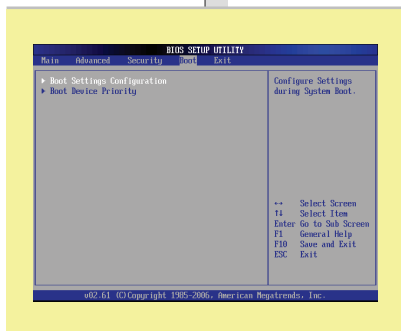 BIOS SETUP UTILITY
Main Advanced Security Boot Exit
▶ Boot Settings Configuration
▶ Boot Device Priority
Configure Settings
during System Boot.
↔ Select Screen
↑↓ Select Item
Enter Go to Sub Screen
F1 General Help
F10 Save and Exit
ESC Exit
v02.61 (C)Copyright 1985-2006, American Megatrends, Inc.